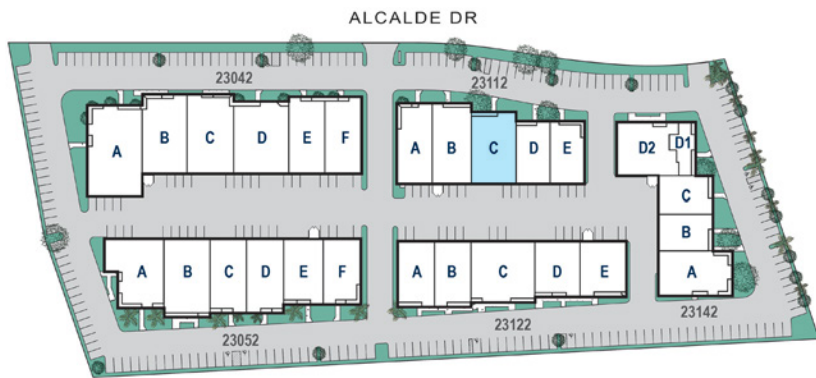 ALCALDE DR
23042
23112
A B C D E F
A B C D E
D2 D1
C
B
A
A B C D E F
A B C D E
23052
23122
23142